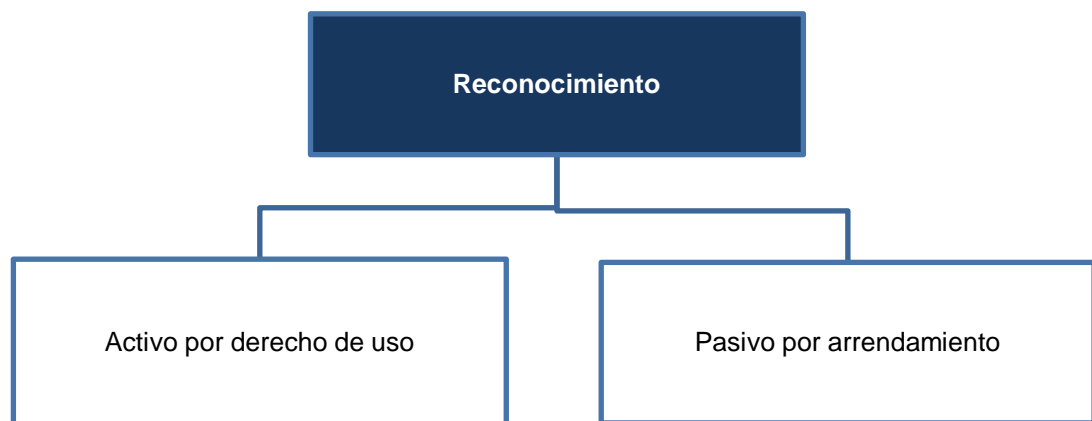 Reconocimiento
Activo por derecho de uso
Pasivo por arrendamiento